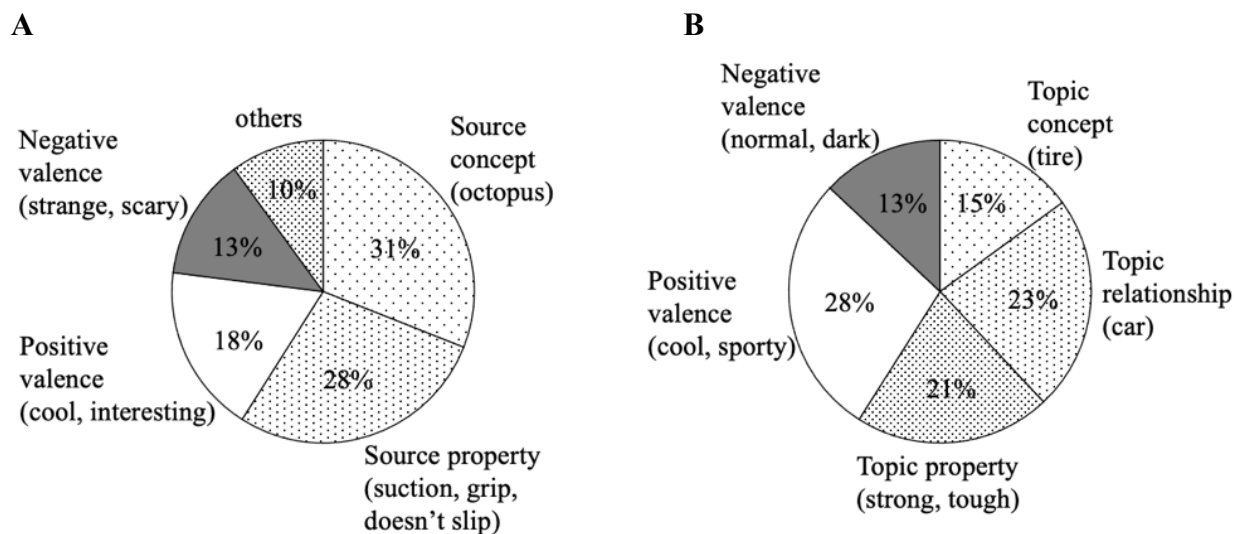 A
others
10%
Source
concept
(octopus)
31%
Source property
(suction, grip,
doesn't slip)
28%
Positive
valence
(cool, interesting)
18%
Negative
valence
(strange, scary)
13%
B
Topic
concept
(tire)
15%
Topic
relationship
(car)
23%
Topic property
(strong, tough)
21%
Positive
valence
(cool, sporty)
28%
Negative
valence
(normal, dark)
13%